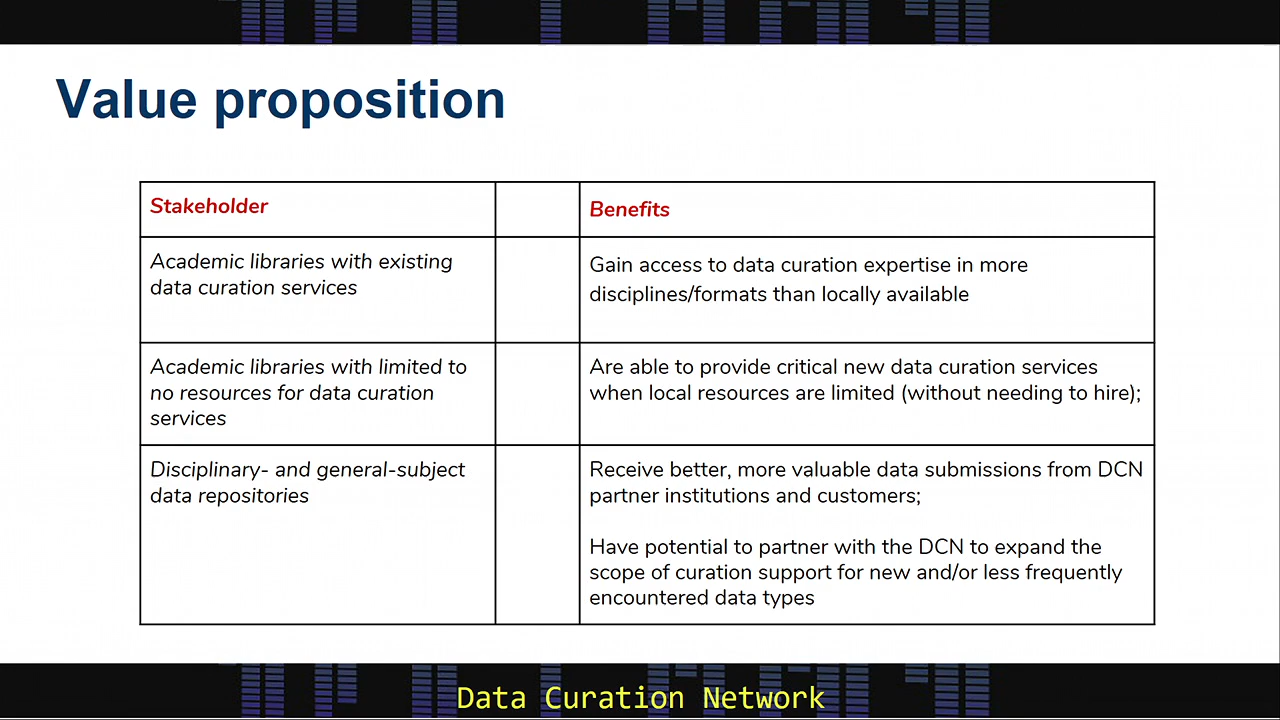 Value proposition
Stakeholder
Benefits
Academic libraries with existing
data curation services
Gain access to data curation expertise in more
disciplines/formats than locally available
Academic libraries with limited to
no resources for data curation
services
Are able to provide critical new data curation services
when local resources are limited (without needing to hire);
Disciplinary- and general-subject
data repositories
Receive better, more valuable data submissions from DCN
partner institutions and customers;
Have potential to partner with the DCN to expand the
scope of curation support for new and/or less frequently
encountered data types
Data Curation Network